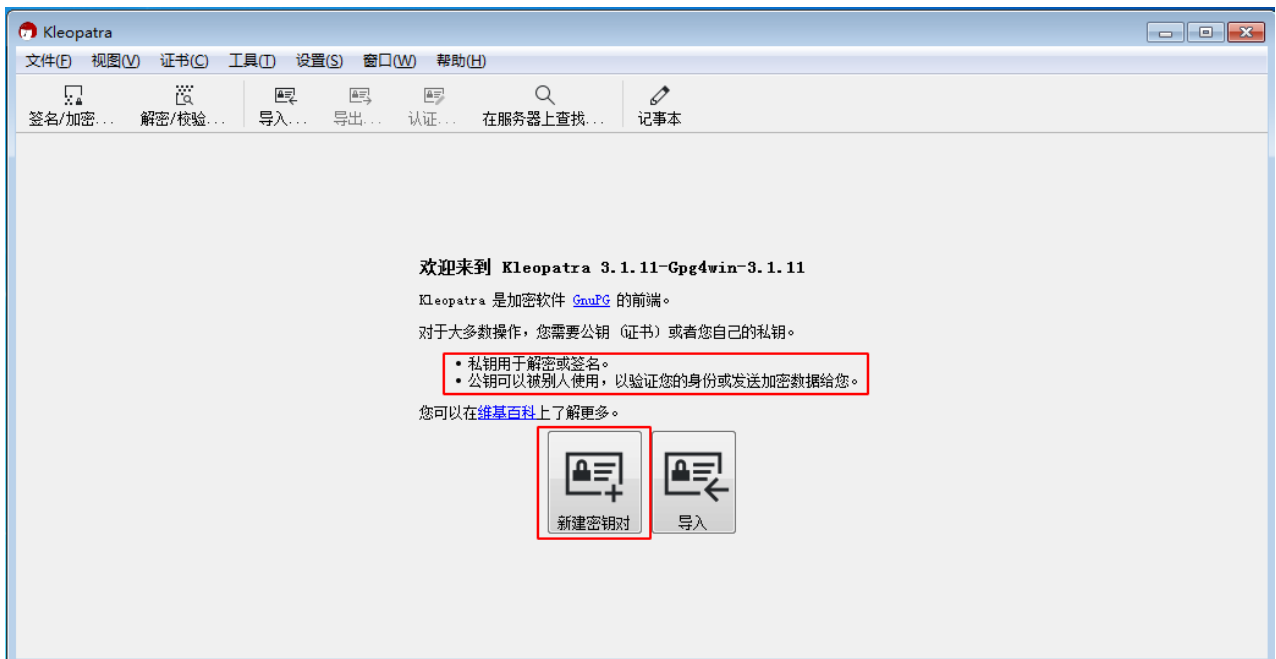 Kleopatra
文件(F) 视图(V) 证书(C) 工具(T) 设置(S) 窗口(W) 帮助(H)
签名/加密... 解密/校验... 导入... 导出... 认证... 在服务器上查找... 记事本
欢迎来到 Kleopatra 3.1.11-Gpg4win-3.1.11
Kleopatra 是加密软件 GnuPG 的前端。
对于大多数操作，您需要公钥（证书）或者您自己的私钥。
• 私钥用于解密或签名。
• 公钥可以被别人使用，以验证您的身份或发送加密数据给您。
您可以在维基百科上了解更多。
新建密钥对 导入